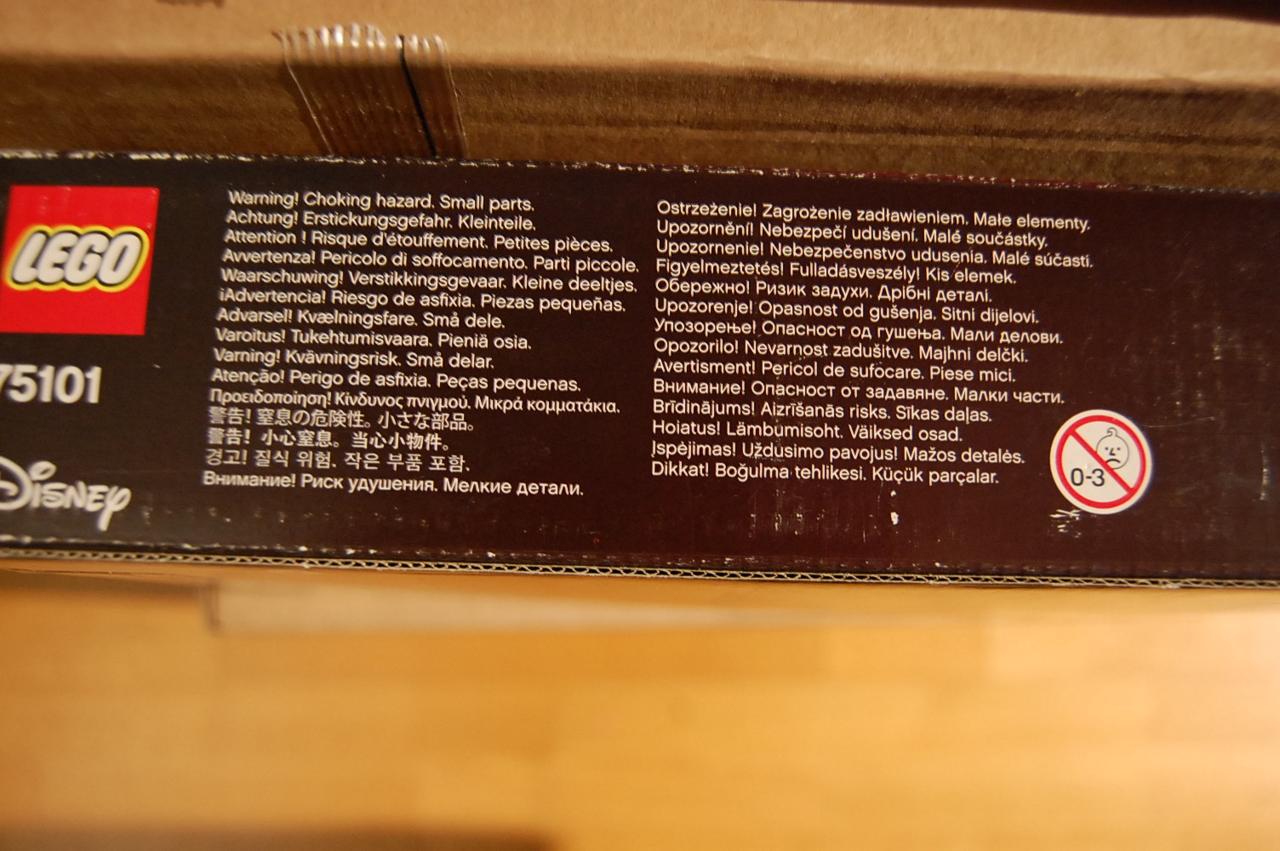 LEGO
75101
Disney
Warning! Choking hazard. Small parts.
Achtung! Erstickungsgefahr. Kleinteile.
Attention ! Risque d'étouffement. Petites pièces.
Avvertenza! Pericolo di soffocamento. Parti piccole.
Waarschuwing! Verstikkingsgevaar. Kleine deeltjes.
¡Advertencia! Riesgo de asfixia. Piezas pequeñas.
Advarsel! Kvælningsfare. Små dele.
Varoitus! Tukehtumisvaara. Pieniä osia.
Varning! Kvävningsrisk. Små delar.
Atenção! Perigo de asfixia. Peças pequenas.
Προειδοποίηση! Κίνδυνος πνιγμού. Μικρά κομματάκια.
警告! 窒息の危険性。小さな部品。
警告! 小心窒息。当心小物件。
경고! 질식 위험. 작은 부품 포함.
Внимание! Риск удушения. Мелкие детали.
Ostrzeżenie! Zagrożenie zadławieniem. Małe elementy.
Upozornění! Nebezpečí udušení. Malé součástky.
Upozornenie! Nebezpečenstvo udusenia. Malé súčasti.
Figyelmeztetés! Fulladásveszély! Kis elemek.
Обережно! Ризик задухи. Дрібні деталі.
Upozorenje! Opasnost od gušenja. Sitni dijelovi.
Упозорење! Опасност од гушења. Мали делови.
Opozorilo! Nevarnost zadušitve. Majhni delčki.
Avertisment! Pericol de sufocare. Piese mici.
Внимание! Опасност от задавяне. Малки части.
Brīdinājums! Aizrīšanās risks. Sīkas daļas.
Hoiatus! Lämbumisoht. Väiksed osad.
Įspėjimas! Uždusimo pavojus! Mažos detalės.
Dikkat! Boğulma tehlikesi. Küçük parçalar.
0-3